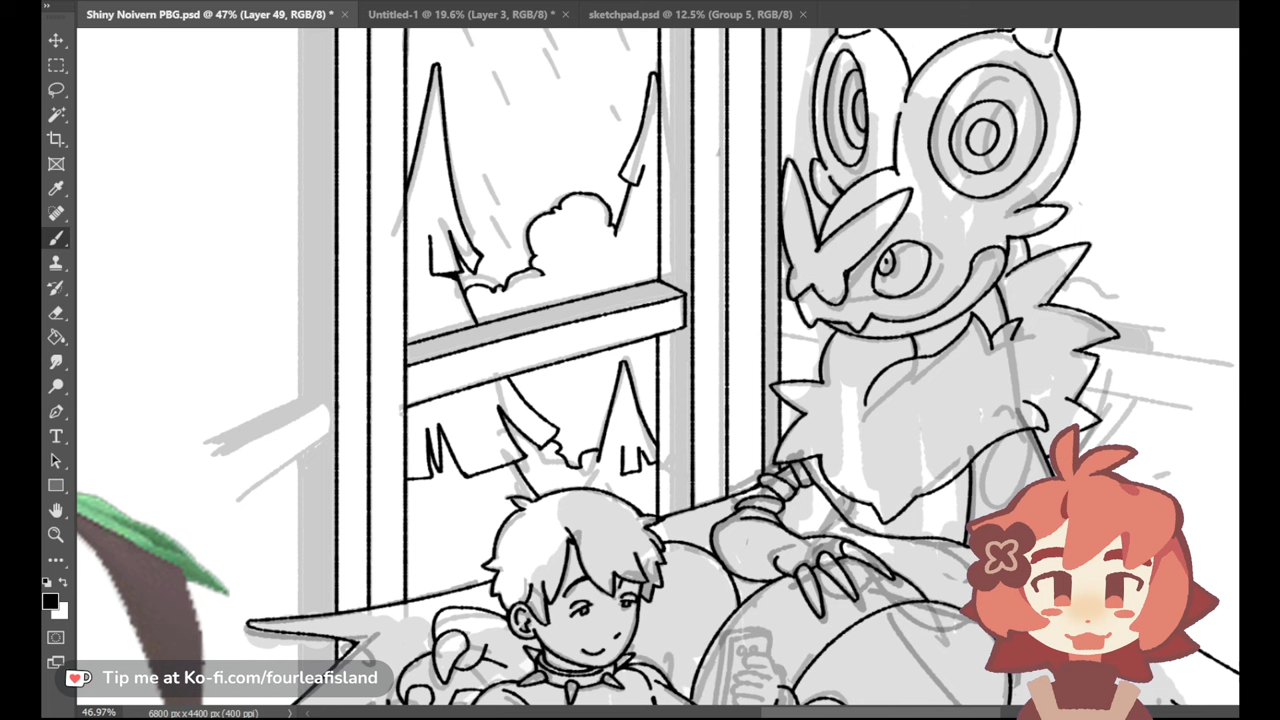 Shiny Noivern PBG.psd @ 47% (Layer 49, RGB/8) *
Untitled-1 @ 19.6% (Layer 3, RGB/8) *
sketchpad.psd @ 12.5% (Group 5, RGB/8)
Tip me at Ko-fi.com/fourleafisland
46.97%
6800 px x 4400 px (400 ppi)